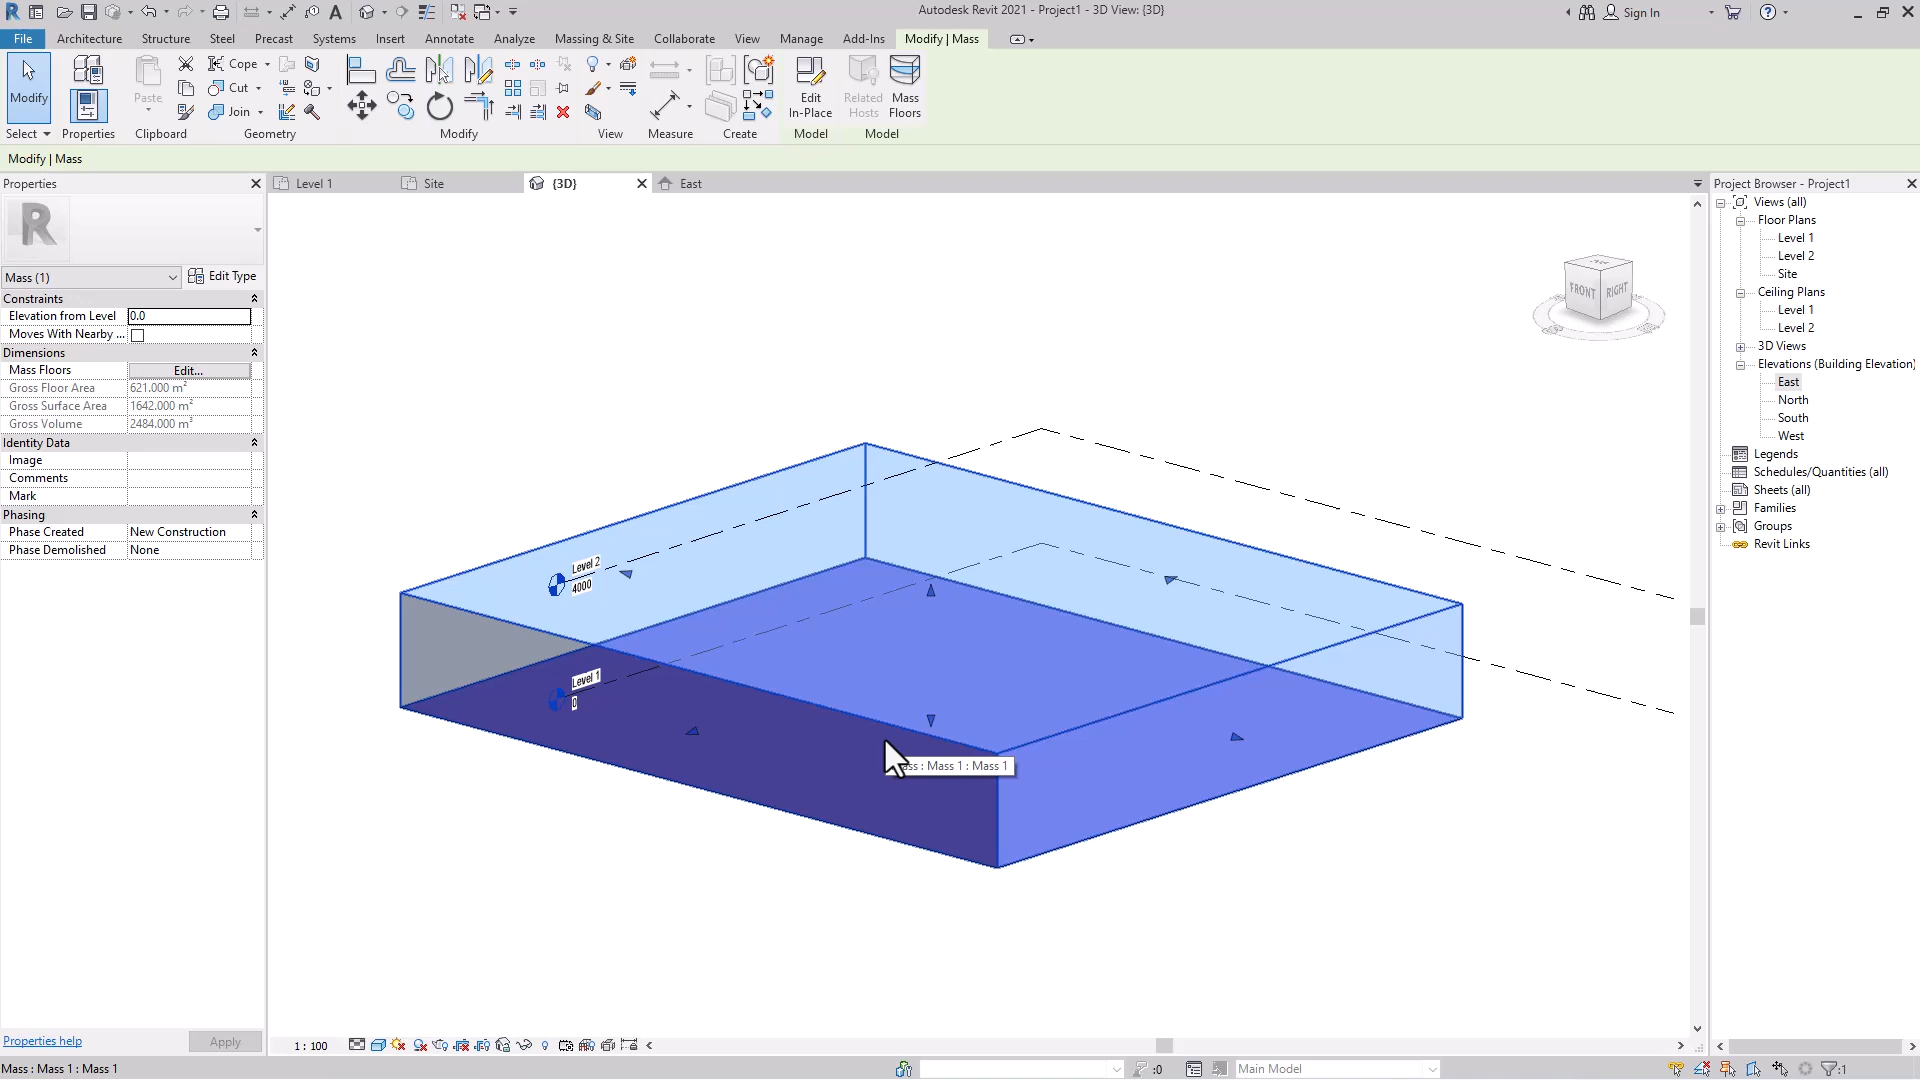 Autodesk Revit 2021 - Project1 - 3D View: {3D}
Sign In
File Architecture Structure Steel Precast Systems Insert Annotate Analyze Massing & Site Collaborate View Manage Add-Ins Modify | Mass
Modify
Paste
Cope
Cut
Join
Edit In-Place
Related Hosts
Mass Floors
Select Properties Clipboard Geometry Modify View Measure Create Model Model
Modify | Mass
Properties
Level 1
Site
{3D}
East
Project Browser - Project1
Mass (1)
Edit Type
Constraints
Elevation from Level 0.0
Moves With Nearby ...
Dimensions
Mass Floors Edit...
Gross Floor Area 621.000 m²
Gross Surface Area 1642.000 m²
Gross Volume 2484.000 m³
Identity Data
Image
Comments
Mark
Phasing
Phase Created New Construction
Phase Demolished None
Properties help
Apply
FRONT
RIGHT
Level 2
4000
Level 1
0
ass : Mass 1 : Mass 1
Views (all)
Floor Plans
Level 1
Level 2
Site
Ceiling Plans
Level 1
Level 2
3D Views
Elevations (Building Elevation)
East
North
South
West
Legends
Schedules/Quantities (all)
Sheets (all)
Families
Groups
Revit Links
1 : 100
Mass : Mass 1 : Mass 1
:0
Main Model
:1